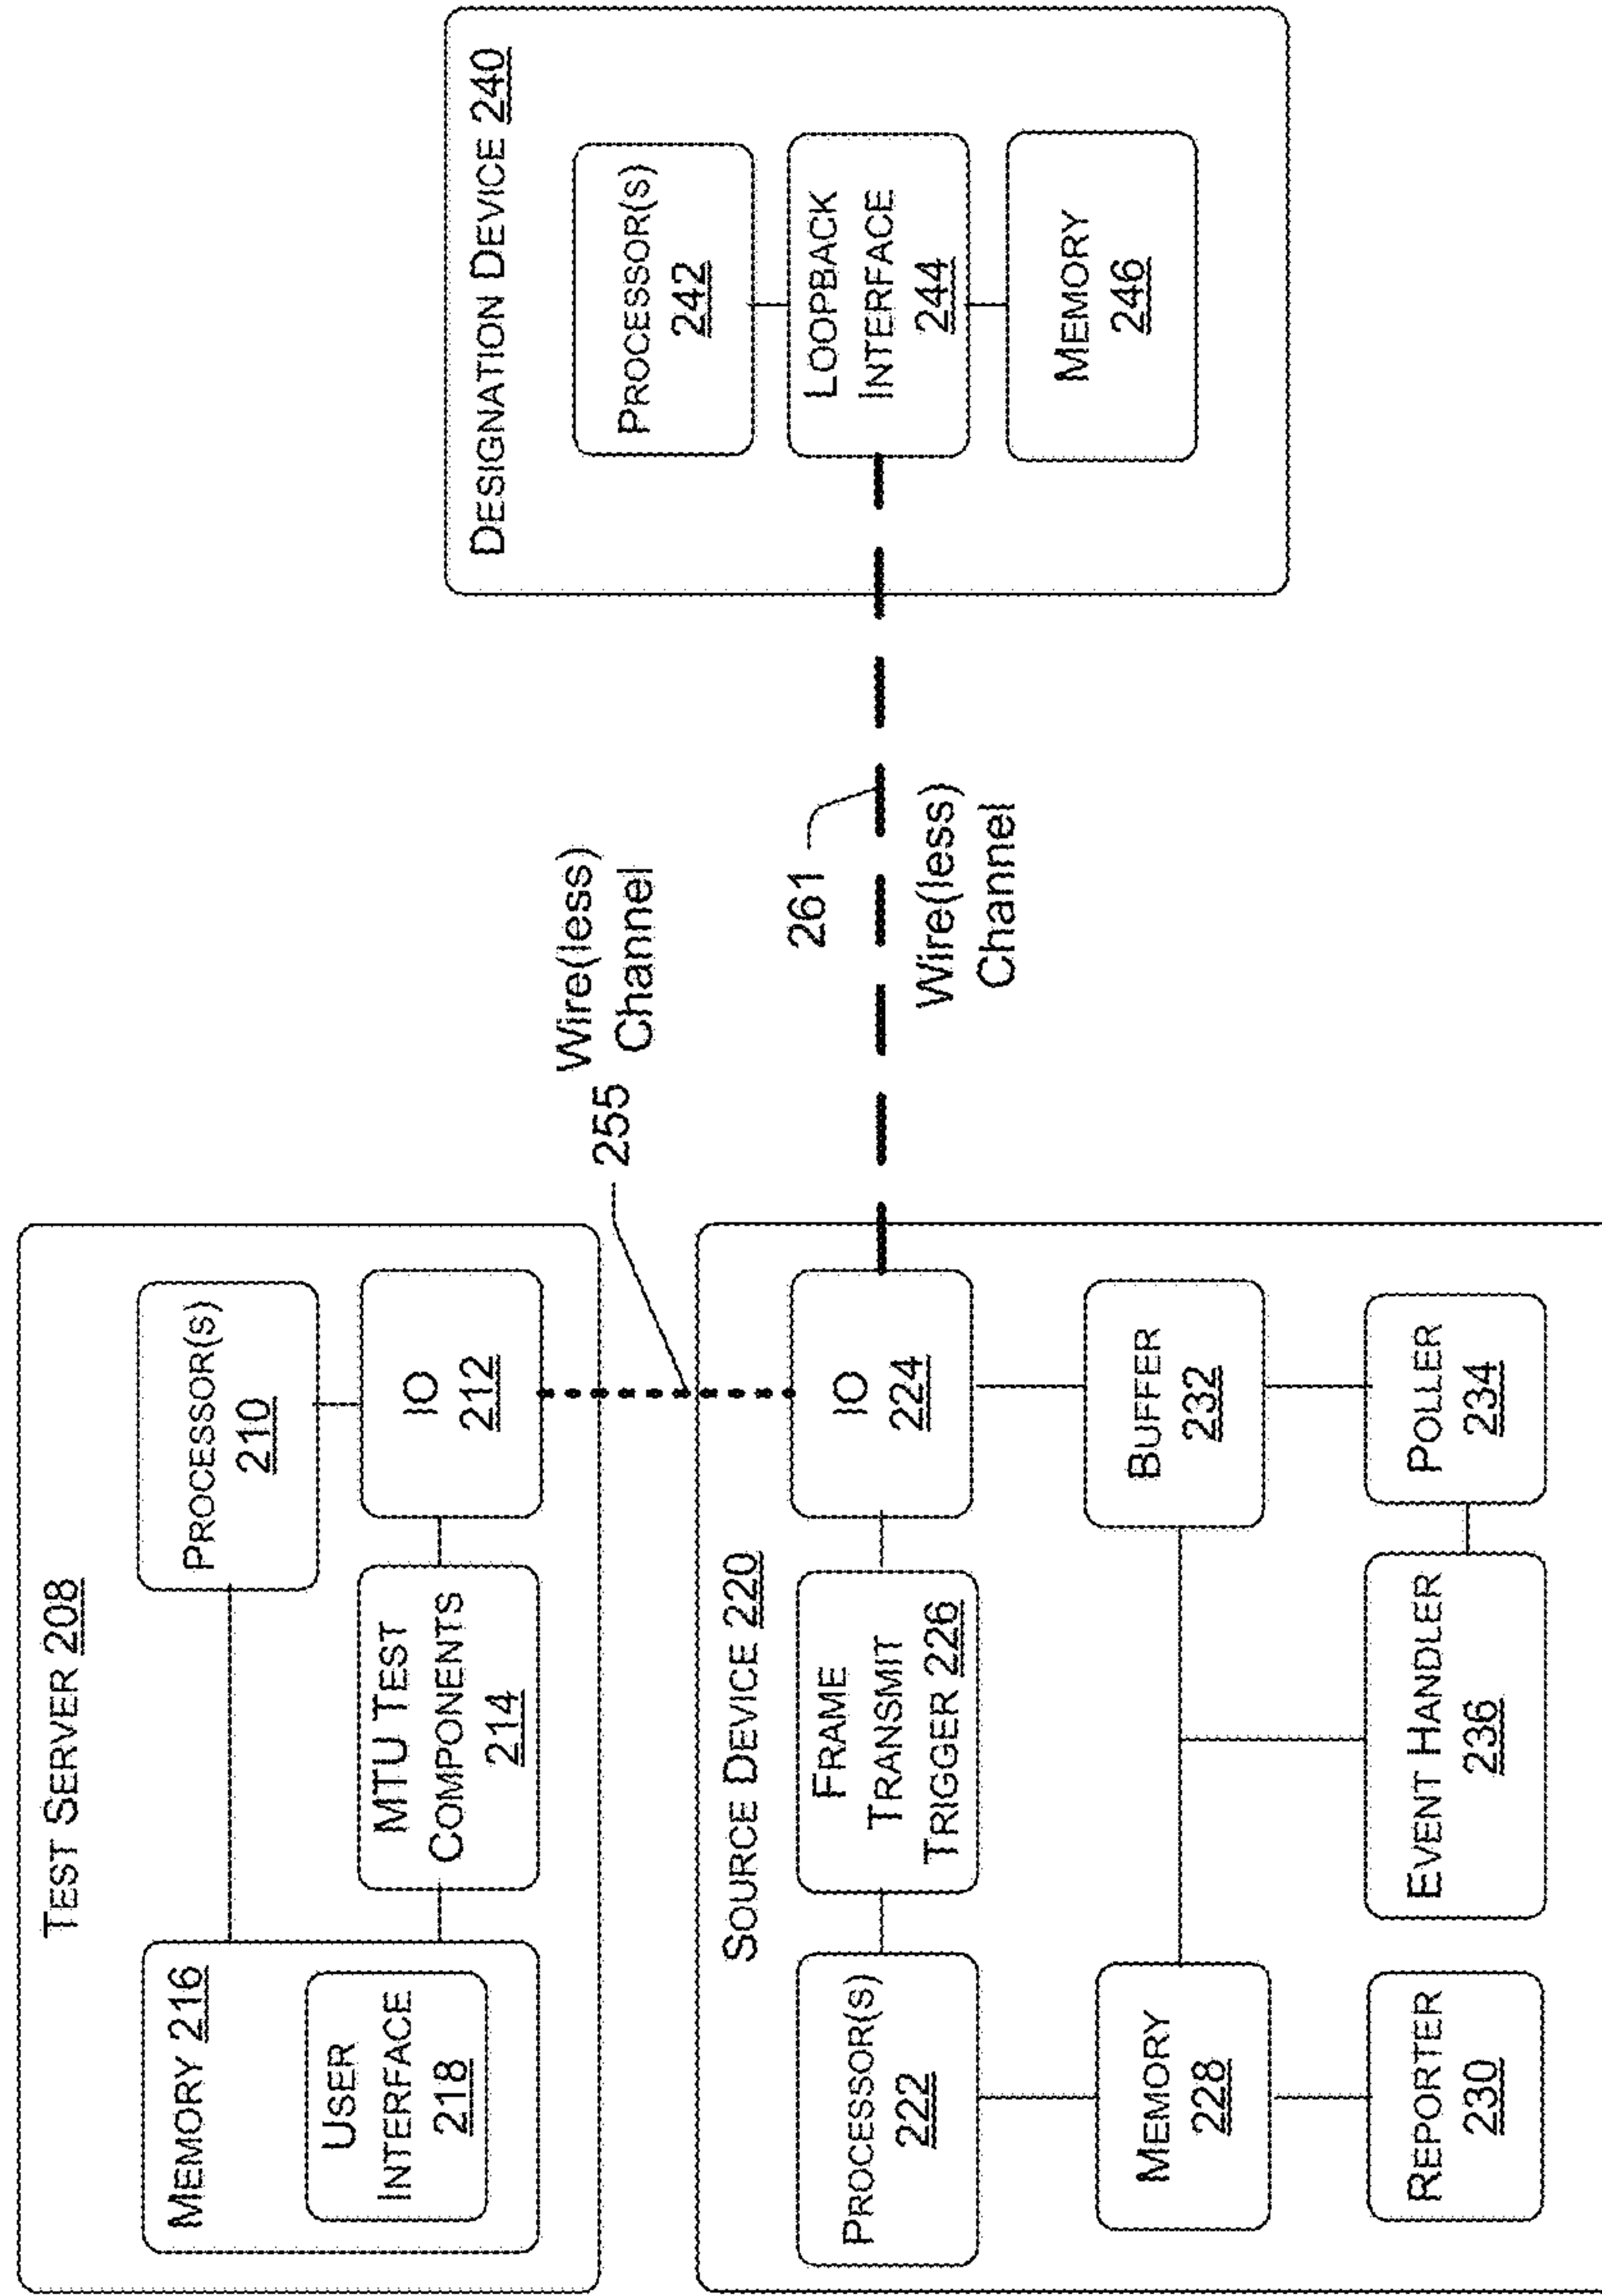 TEST SERVER 208
MEMORY 216
USER
INTERFACE
218
PROCESSOR(S)
210
MTU TEST
COMPONENTS
214
IO
212
255 Wire(less)
Channel
SOURCE DEVICE 220
PROCESSOR(S)
222
FRAME
TRANSMIT
TRIGGER 226
IO
224
MEMORY
228
BUFFER
232
REPORTER
230
EVENT HANDLER
236
POLLER
234
261
Wire(less)
Channel
DESIGNATION DEVICE 240
PROCESSOR(S)
242
LOOPBACK
INTERFACE
244
MEMORY
246